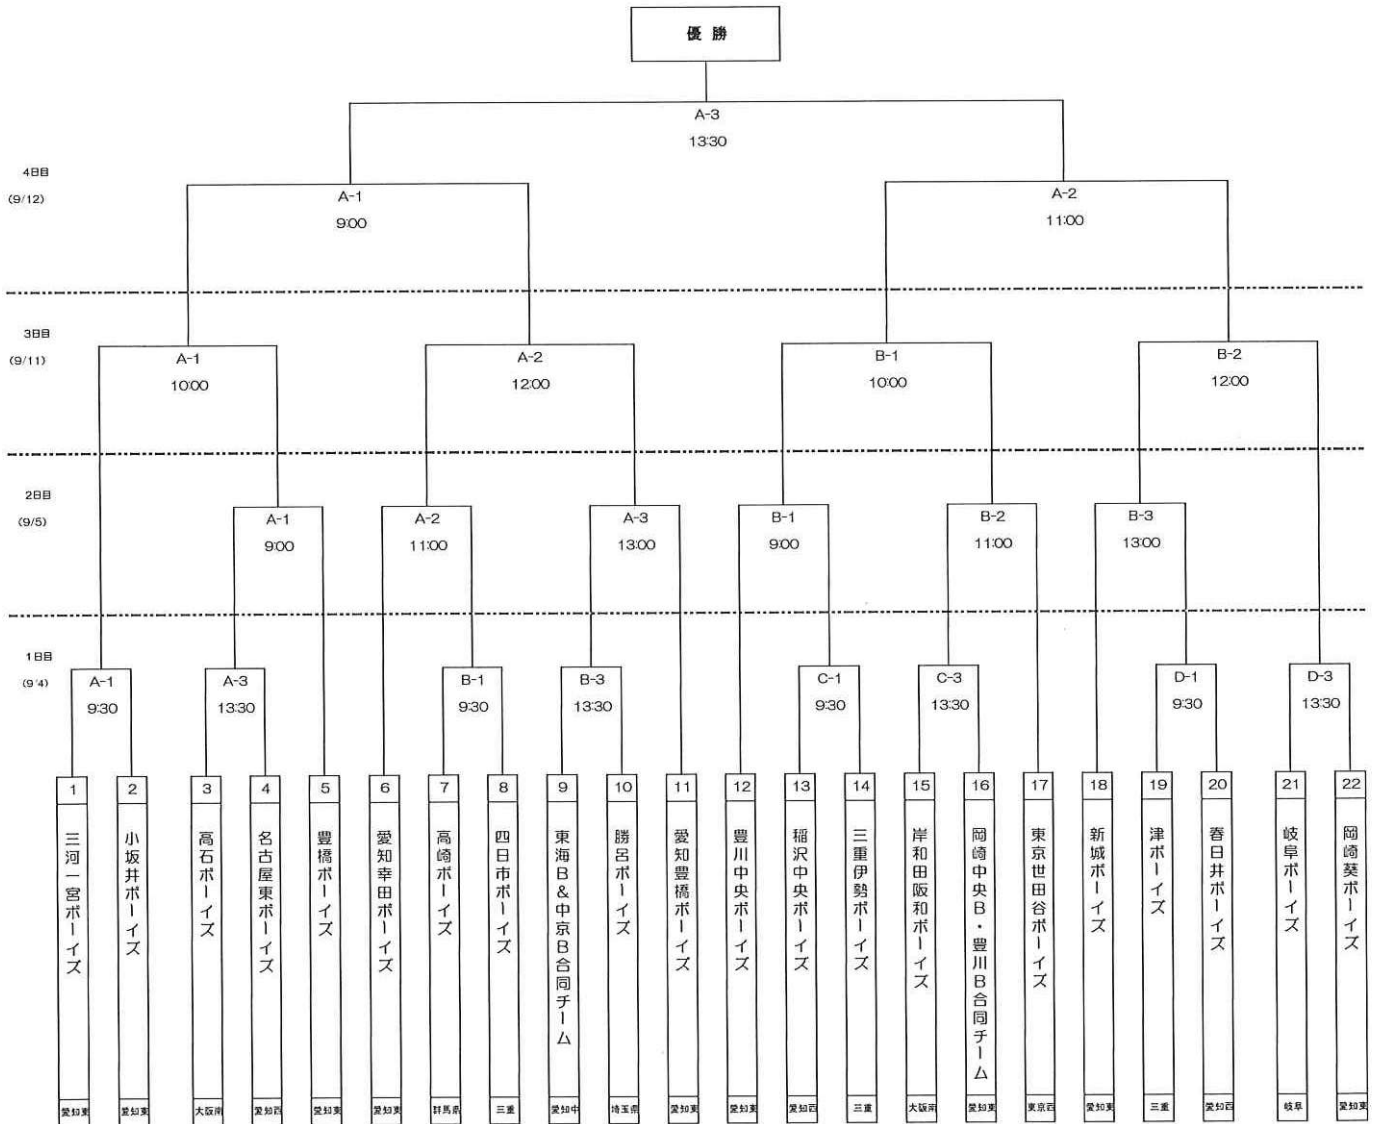 優勝
A-3
13:30
4日目
(9/12)
A-1
9:00
A-2
11:00
3日目
(9/11)
A-1
10:00
A-2
12:00
B-1
10:00
B-2
12:00
2日目
(9/5)
A-1
9:00
A-2
11:00
A-3
13:00
B-1
9:00
B-2
11:00
B-3
13:00
1日目
(9/4)
A-1
9:30
A-3
13:30
B-1
9:30
B-3
13:30
C-1
9:30
C-3
13:30
D-1
9:30
D-3
13:30
1
三河一宮ボーイズ
愛知東
2
小坂井ボーイズ
愛知東
3
高石ボーイズ
大阪南
4
名古屋東ボーイズ
愛知西
5
豊橋ボーイズ
愛知東
6
愛知幸田ボーイズ
愛知東
7
高崎ボーイズ
群馬県
8
四日市ボーイズ
三重
9
東海B&中京B合同チーム
愛知中
10
勝呂ボーイズ
埼玉県
11
愛知豊橋ボーイズ
愛知東
12
豊川中央ボーイズ
愛知東
13
稲沢中央ボーイズ
愛知西
14
三重伊勢ボーイズ
三重
15
岸和田阪和ボーイズ
大阪南
16
岡崎中央B・豊川B合同チーム
愛知東
17
東京世田谷ボーイズ
東京西
18
新城ボーイズ
愛知東
19
津ボーイズ
三重
20
春日井ボーイズ
愛知西
21
岐阜ボーイズ
岐阜
22
岡崎葵ボーイズ
愛知東